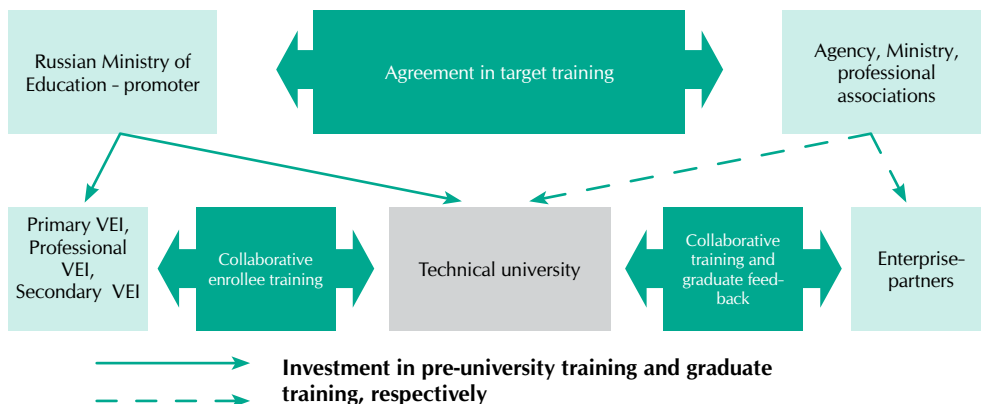 Russian Ministry of
Education – promoter
Agreement in target training
Agency, Ministry,
professional
associations
Primary VEI,
Professional
VEI,
Secondary VEI
Collaborative
enrollee training
Technical university
Collaborative
training and
graduate feed-
back
Enterprise-
partners
Investment in pre-university training and graduate
training, respectively